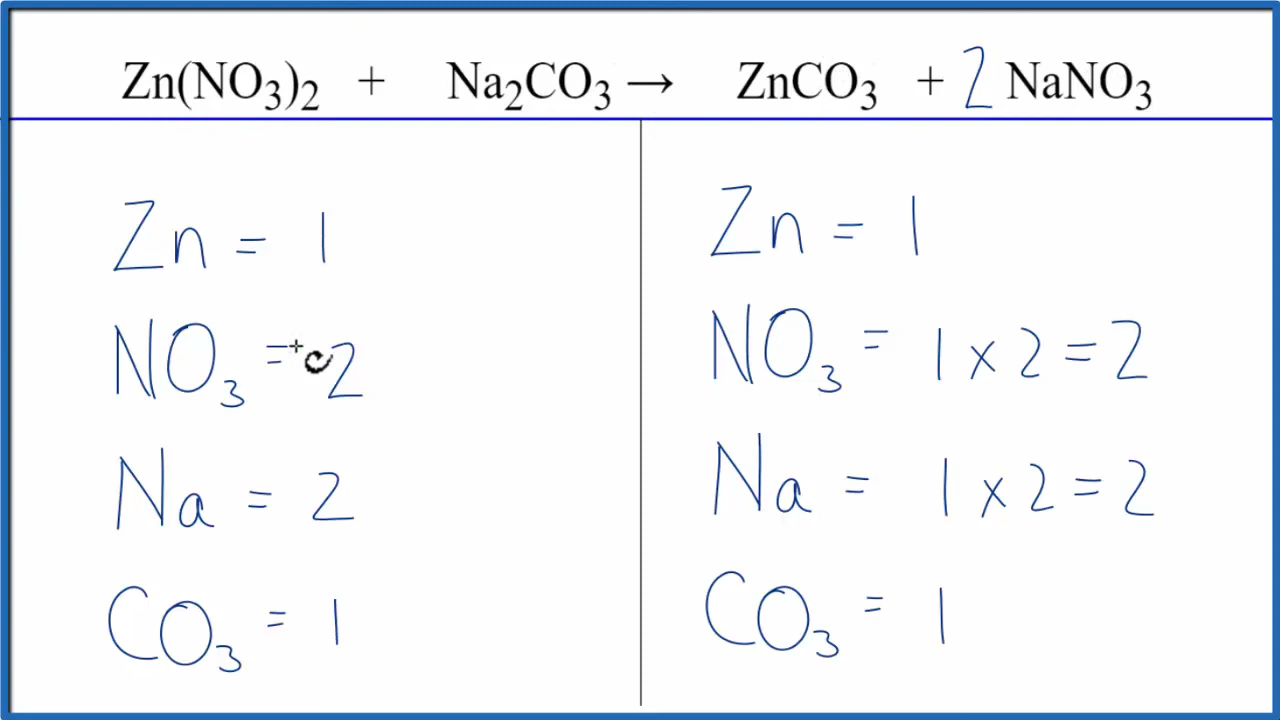 Zn(NO₃)₂ + Na₂CO₃ → ZnCO₃ + 2 NaNO₃
Zn = 1
NO₃ = 2
Na = 2
CO₃ = 1
Zn = 1
NO₃ = 1 x 2 = 2
Na = 1 x 2 = 2
CO₃ = 1